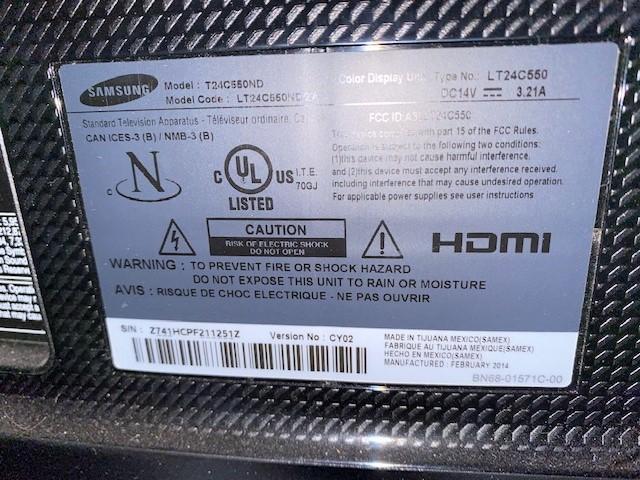 SAMSUNG
Model : T24C550ND
Model Code : LT24C550ND
Color Display Type No. LT24C550
DC14V 3.21A
Standard Television Apparatus - Téléviseur ordinaire,
CAN ICES-3 (B) / NMB-3 (B)
FCC ID: 24C550
with part 15 of the FCC Rules.
Operation is subject to the following two conditions:
(1)this device may not cause harmful interference,
and (2)this device must accept any interference received,
including interference that may cause undesired operation.
For applicable power supplies see user instructions
N
c UL US I.T.E.
70GJ
LISTED
CAUTION
RISK OF ELECTRIC SHOCK
DO NOT OPEN
HDMI
WARNING : TO PREVENT FIRE OR SHOCK HAZARD
DO NOT EXPOSE THIS UNIT TO RAIN OR MOISTURE
AVIS : RISQUE DE CHOC ELECTRIQUE - NE PAS OUVRIR
S/N : Z741HCPF211251Z Version No : CY02
MADE IN TIJUANA MEXICO(SAMEX)
FABRIQUE AU TIJUANA MEXIQUE(SAMEX)
HECHO EN MEXICO(SAMEX)
MANUFACTURED : FEBRUARY 2014
BN68-01571C-00